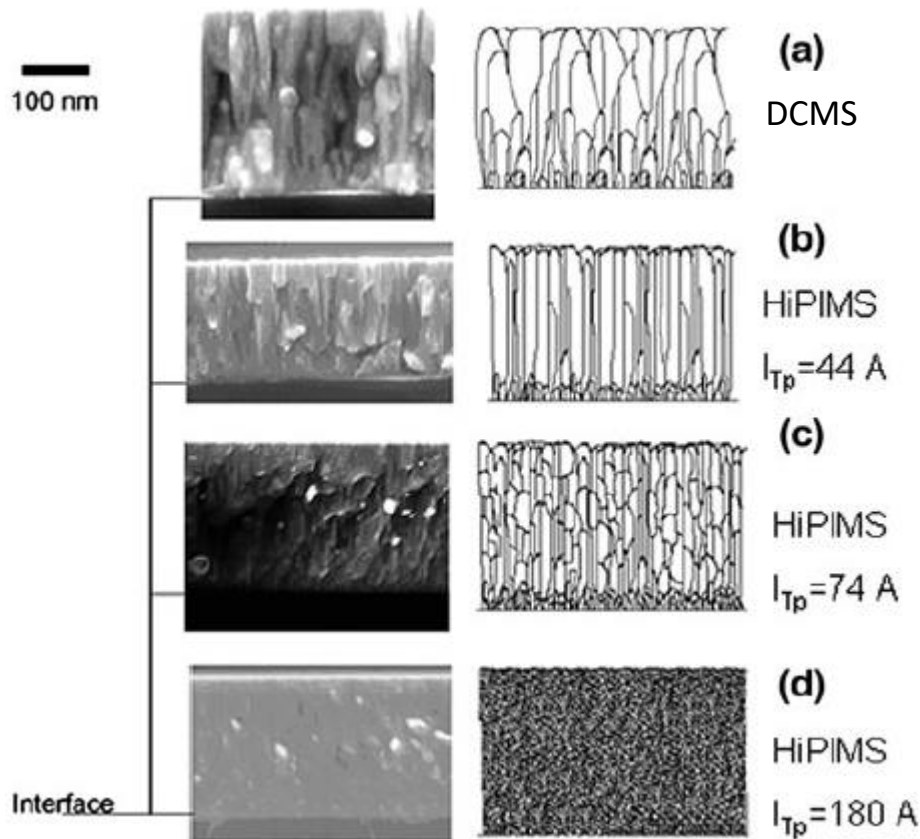 100 nm
(a)
DCMS
(b)
HiPIMS
I_Tp=44 A
(c)
HiPIMS
I_Tp=74 A
(d)
HiPIMS
I_Tp=180 A
Interface